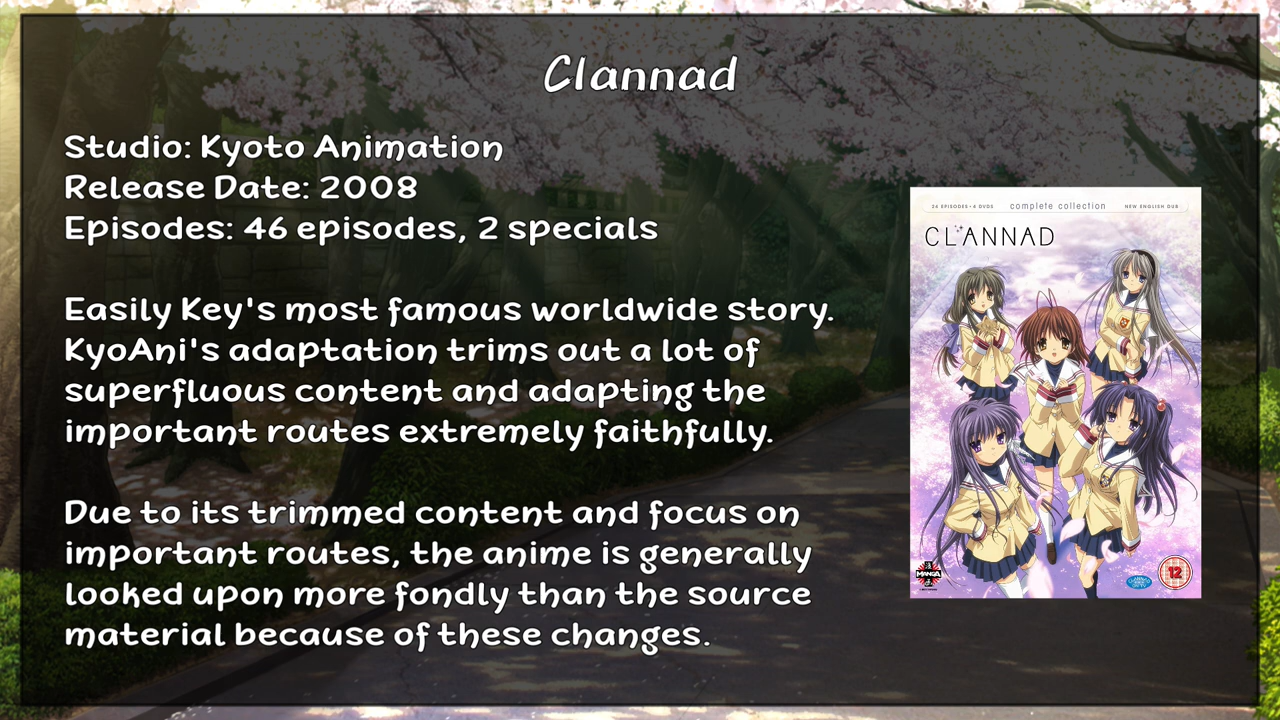 Clannad
Studio: Kyoto Animation
Release Date: 2008
Episodes: 46 episodes, 2 specials
Easily Key's most famous worldwide story.
KyoAni's adaptation trims out a lot of
superfluous content and adapting the
important routes extremely faithfully.
Due to its trimmed content and focus on
important routes, the anime is generally
looked upon more fondly than the source
material because of these changes.
24 EPISODES • 4 DVDS complete collection NEW ENGLISH DUB
CLANNAD
MANGA
12